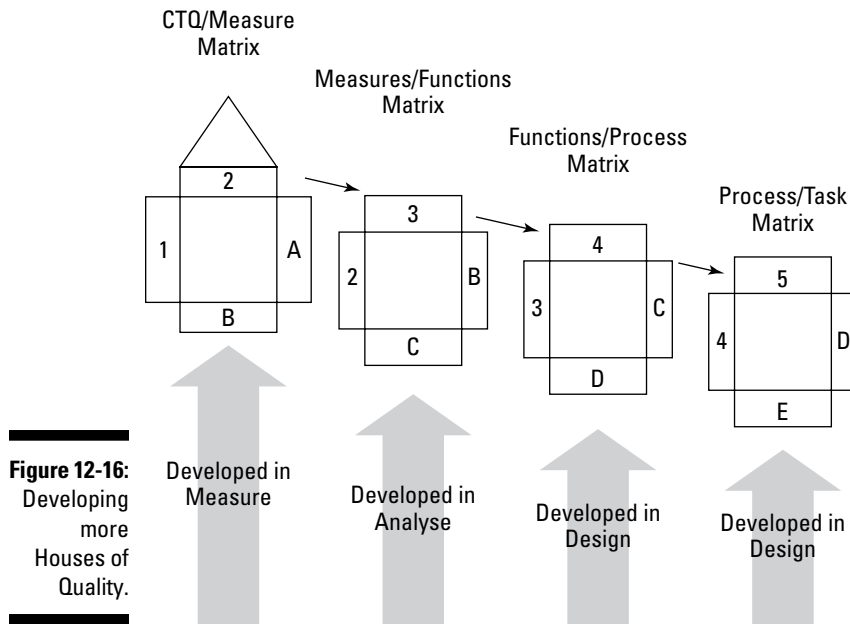 CTQ/Measure
Matrix
Measures/Functions
Matrix
Functions/Process
Matrix
Process/Task
Matrix
2
1
A
B
3
2
B
C
4
3
C
D
5
4
D
E
Developed in
Measure
Developed in
Analyse
Developed in
Design
Developed in
Design
Figure 12-16:
Developing
more
Houses of
Quality.